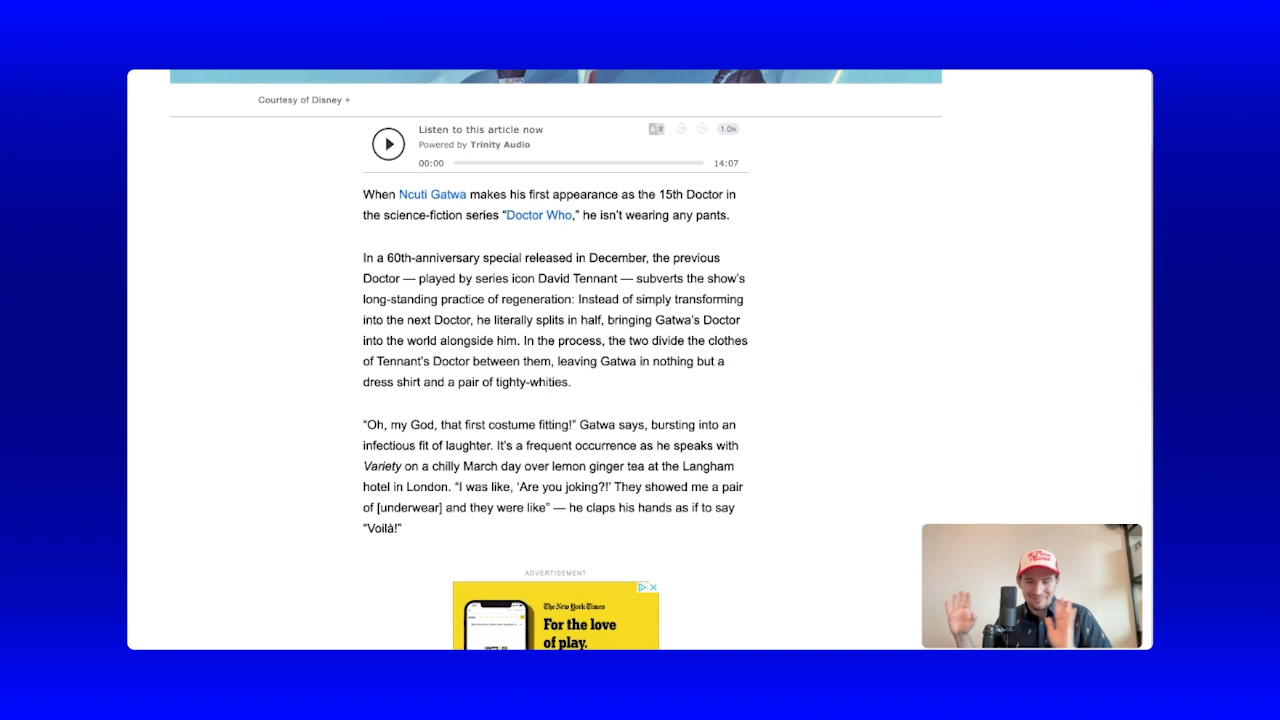 Courtesy of Disney +
Listen to this article now
Powered by Trinity Audio
1.0x
00:00
14:07
When Ncuti Gatwa makes his first appearance as the 15th Doctor in
the science-fiction series “Doctor Who,” he isn’t wearing any pants.
In a 60th-anniversary special released in December, the previous
Doctor — played by series icon David Tennant — subverts the show’s
long-standing practice of regeneration: Instead of simply transforming
into the next Doctor, he literally splits in half, bringing Gatwa’s Doctor
into the world alongside him. In the process, the two divide the clothes
of Tennant’s Doctor between them, leaving Gatwa in nothing but a
dress shirt and a pair of tighty-whities.
“Oh, my God, that first costume fitting!” Gatwa says, bursting into an
infectious fit of laughter. It’s a frequent occurrence as he speaks with
Variety on a chilly March day over lemon ginger tea at the Langham
hotel in London. “I was like, ‘Are you joking?!’ They showed me a pair
of [underwear] and they were like” — he claps his hands as if to say
“Voilà!”
ADVERTISEMENT
The New York Times
For the love
of play.